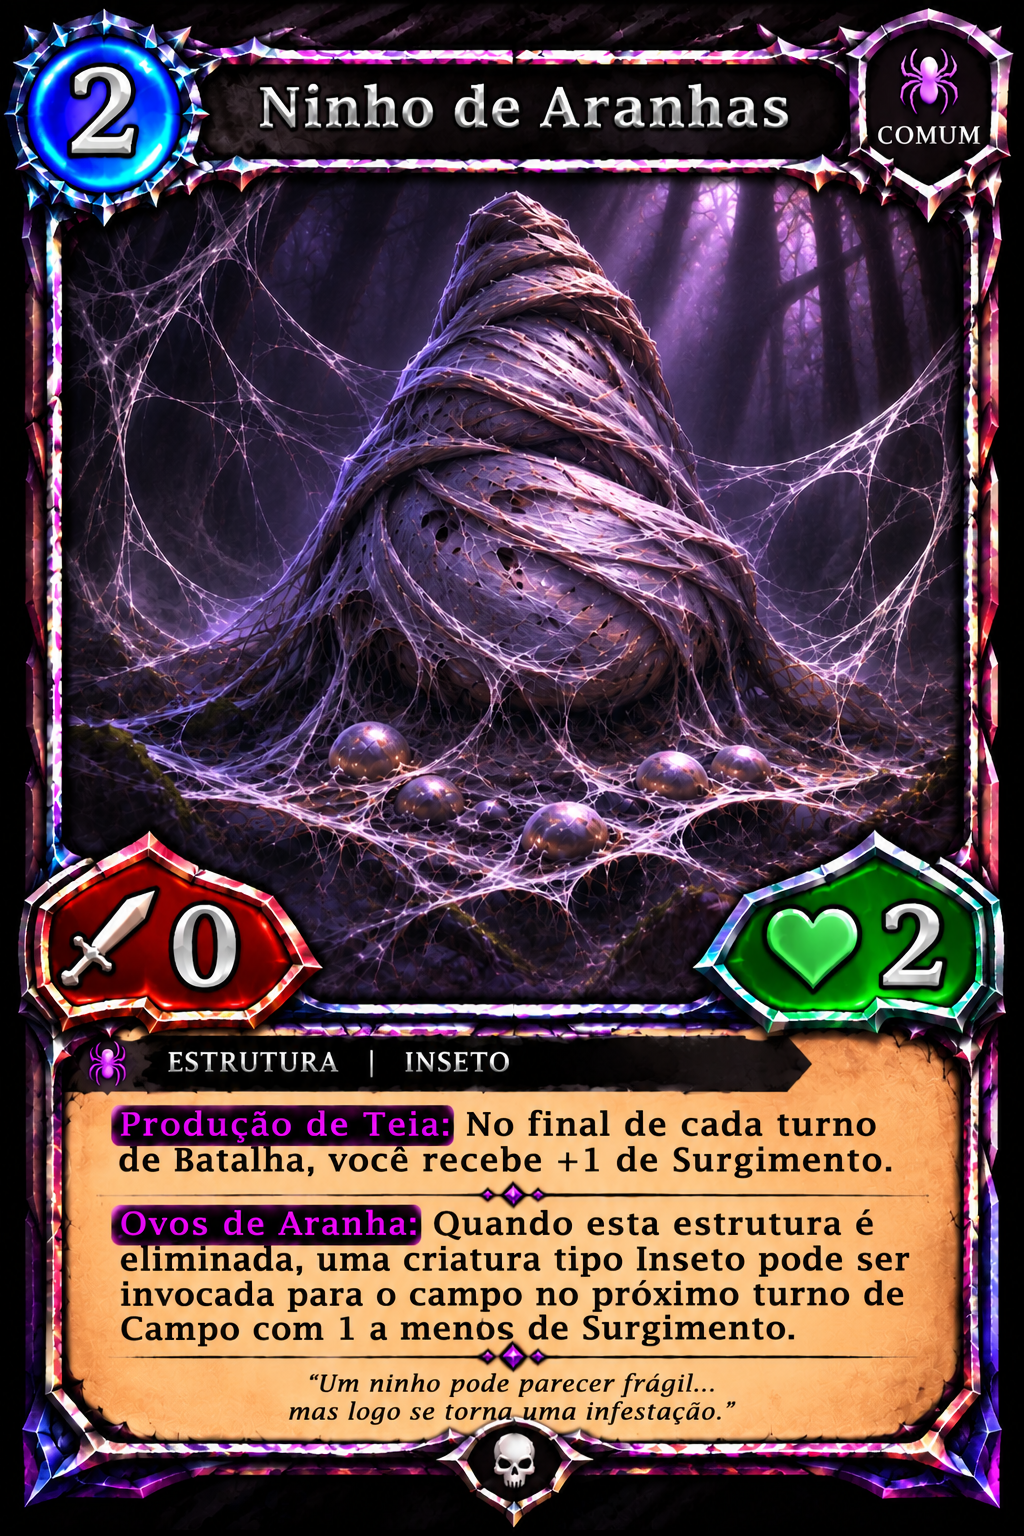 2
Ninho de Aranhas
COMUM
0
2
ESTRUTURA | INSETO
Produção de Teia: No final de cada turno
de Batalha, você recebe +1 de Surgimento.
Ovos de Aranha: Quando esta estrutura é
eliminada, uma criatura tipo Inseto pode ser
invocada para o campo no próximo turno de
Campo com 1 a menos de Surgimento.
“Um ninho pode parecer frágil...
mas logo se torna uma infestação.”